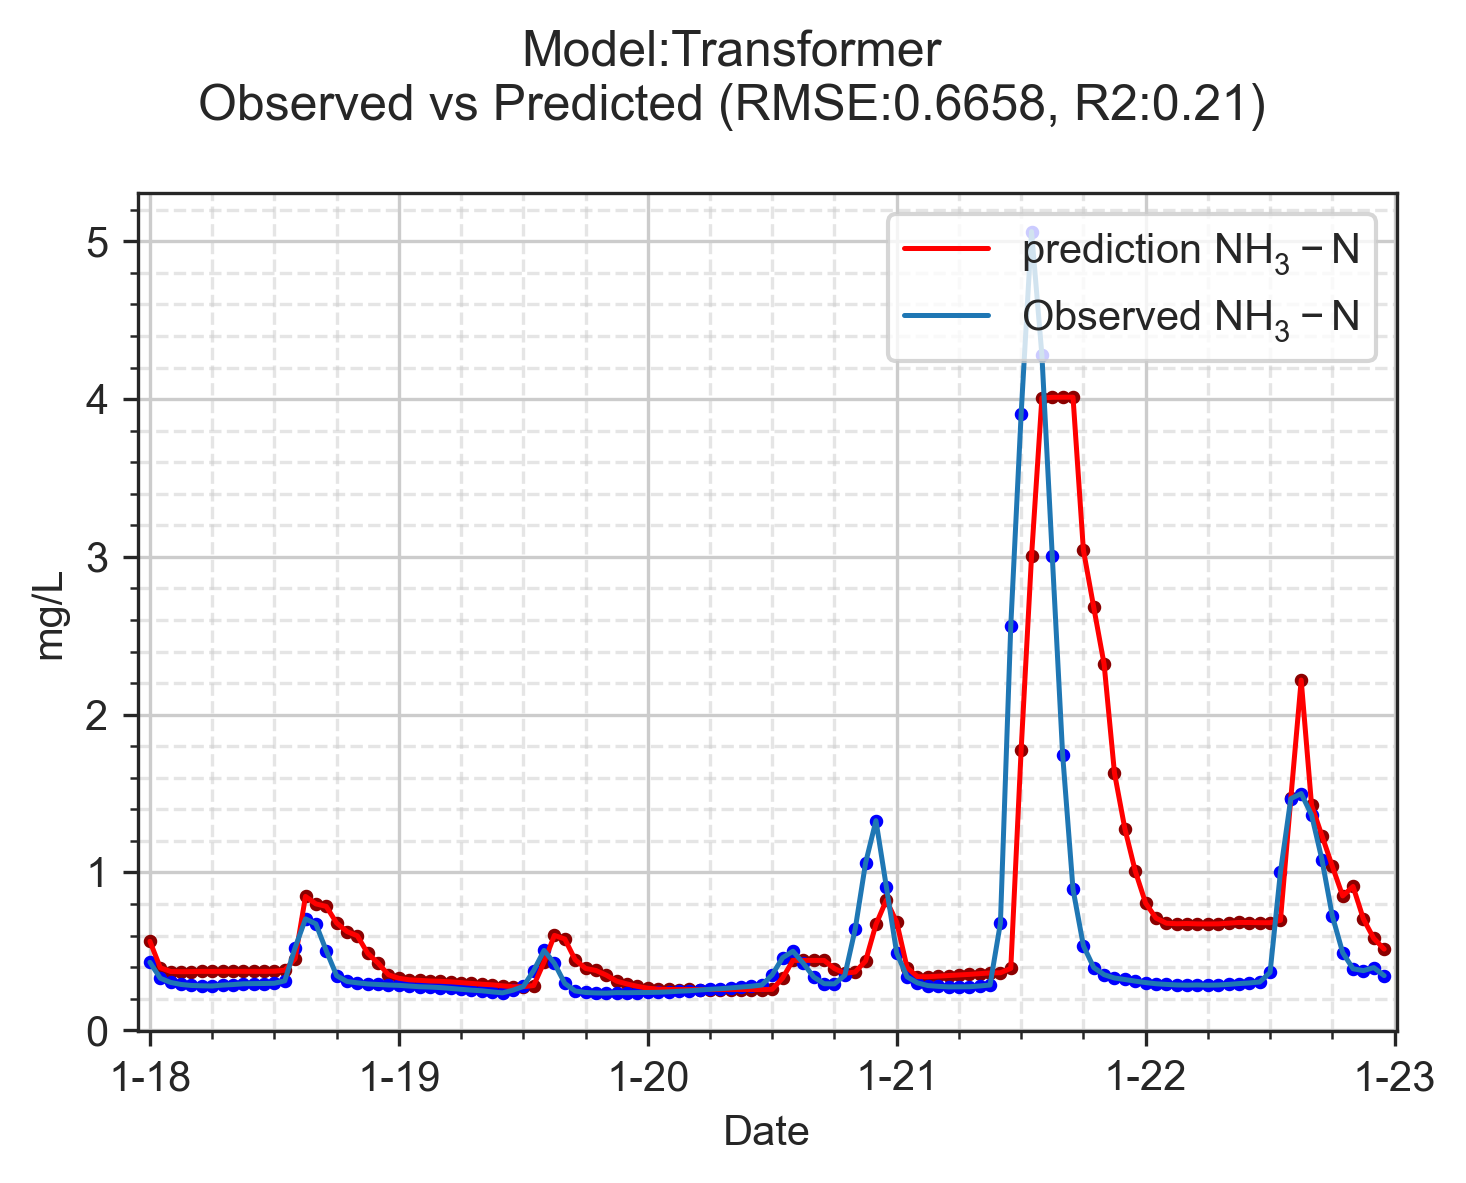 Model:Transformer
Observed vs Predicted (RMSE:0.6658, R2:0.21)
prediction NH₃ − N
Observed NH₃ − N
5
4
3
2
1
0
mg/L
1-18 1-19 1-20 1-21 1-22 1-23
Date